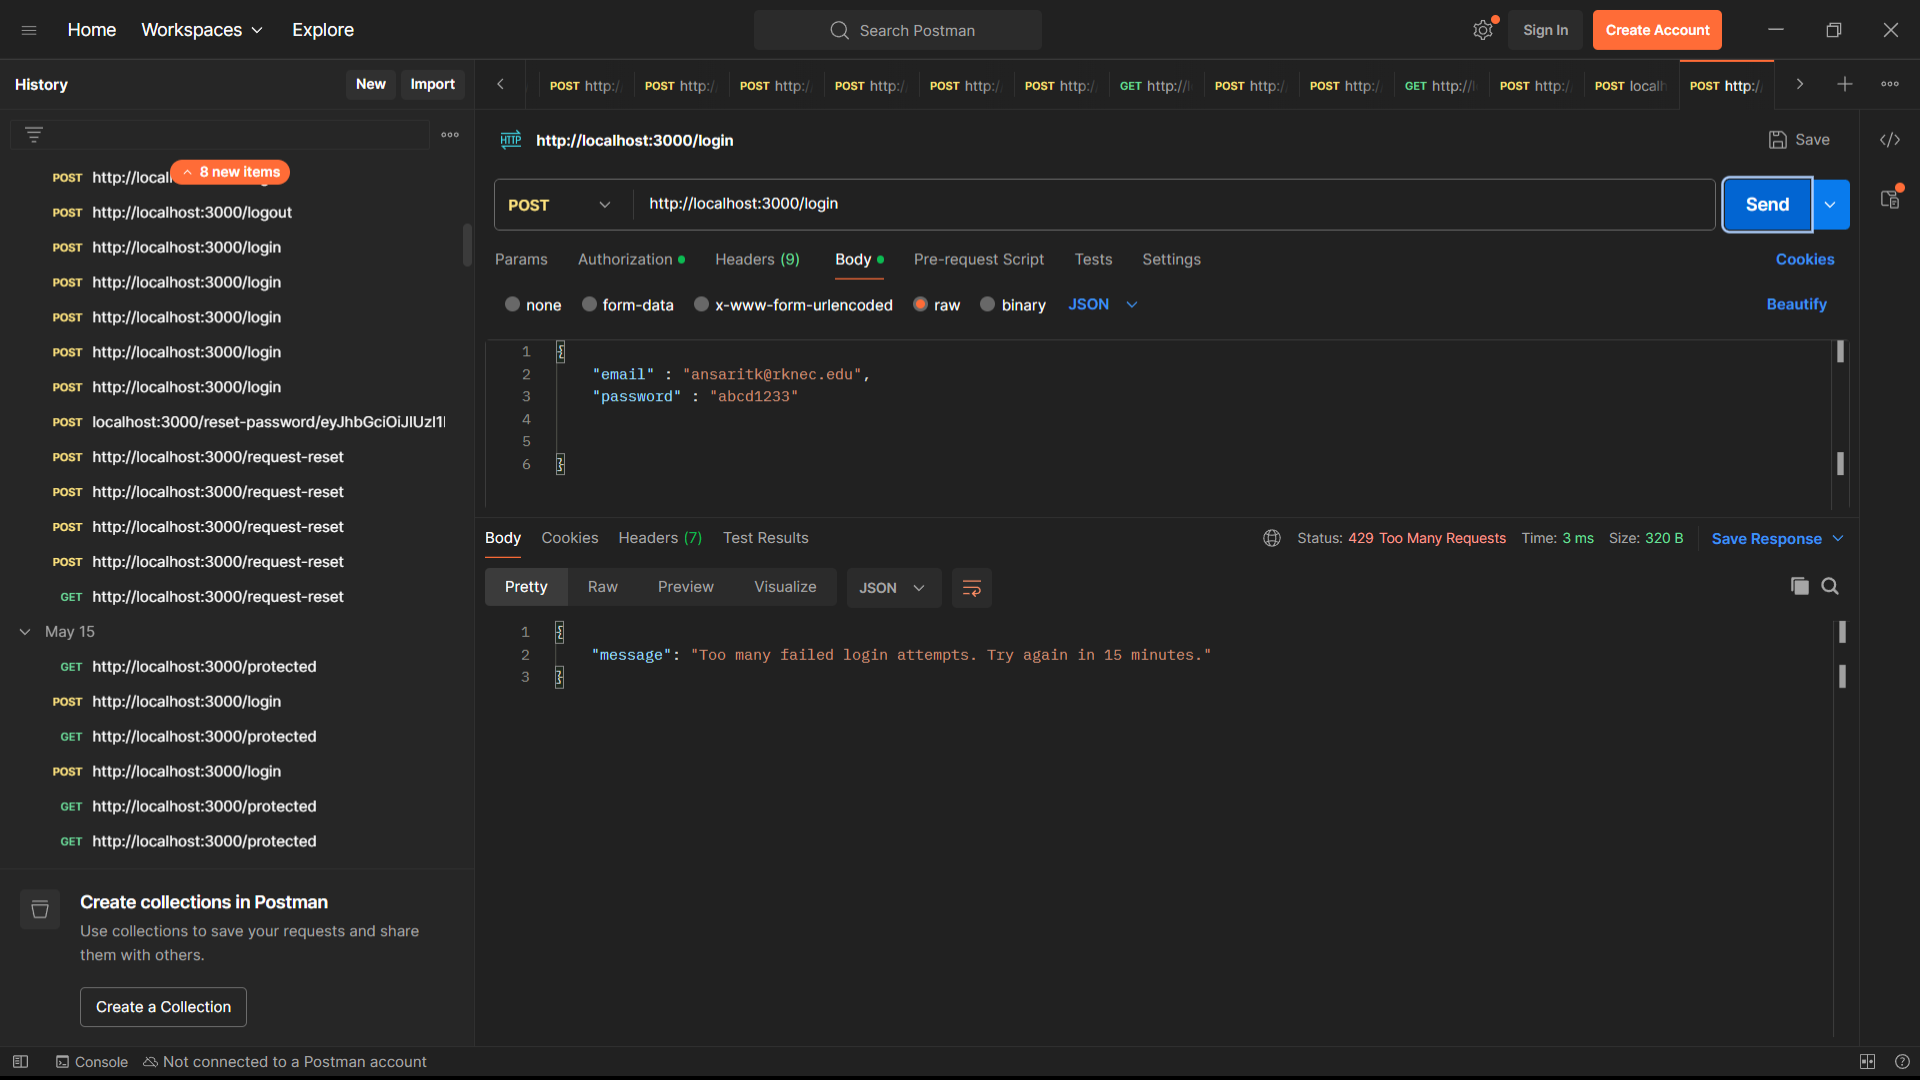 Home Workspaces Explore Search Postman Sign In Create Account
History New Import
POST http:/ POST http:/ POST http:/ POST http:/ POST http:/ POST http:/ GET http://l POST http:/ POST http:/ GET http://l POST http:/ POST localh POST http:/
8 new items
POST http://local
POST http://localhost:3000/logout
POST http://localhost:3000/login
POST http://localhost:3000/login
POST http://localhost:3000/login
POST http://localhost:3000/login
POST http://localhost:3000/login
POST localhost:3000/reset-password/eyJhbGciOiJIUzI1
POST http://localhost:3000/request-reset
POST http://localhost:3000/request-reset
POST http://localhost:3000/request-reset
POST http://localhost:3000/request-reset
GET http://localhost:3000/request-reset
May 15
GET http://localhost:3000/protected
POST http://localhost:3000/login
GET http://localhost:3000/protected
POST http://localhost:3000/login
GET http://localhost:3000/protected
GET http://localhost:3000/protected
Create collections in Postman
Use collections to save your requests and share
them with others.
Create a Collection
HTTP http://localhost:3000/login Save
POST http://localhost:3000/login Send
Params Authorization Headers (9) Body Pre-request Script Tests Settings Cookies
none form-data x-www-form-urlencoded raw binary JSON Beautify
1 {
2 "email" : "ansaritk@rknec.edu",
3 "password" : "abcd1233"
4
5
6 }
Body Cookies Headers (7) Test Results Status: 429 Too Many Requests Time: 3 ms Size: 320 B Save Response
Pretty Raw Preview Visualize JSON
1 {
2 "message": "Too many failed login attempts. Try again in 15 minutes."
3 }
Console Not connected to a Postman account